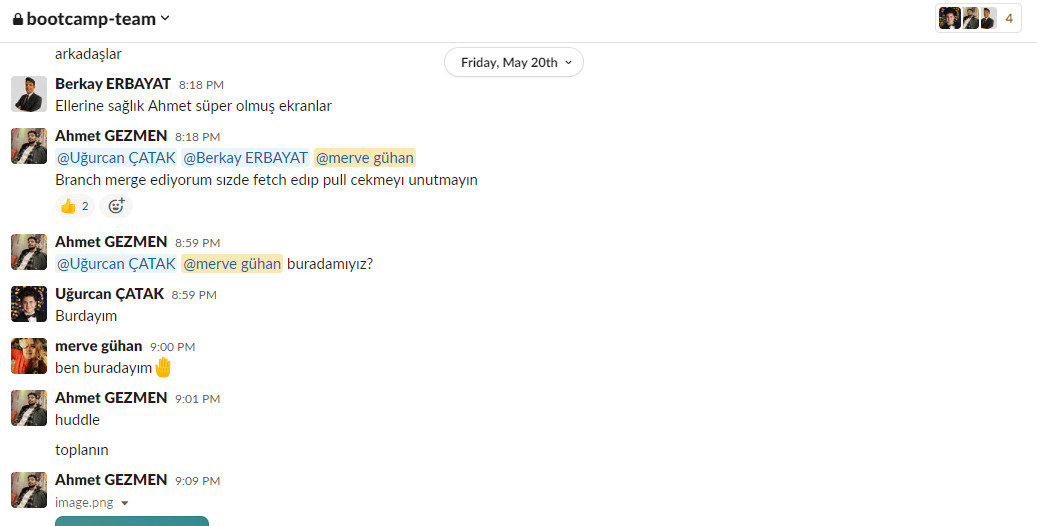 bootcamp-team
4
arkadaşlar
Friday, May 20th
Berkay ERBAYAT 8:18 PM
Ellerine sağlık Ahmet süper olmuş ekranlar
Ahmet GEZMEN 8:18 PM
@Uğurcan ÇATAK @Berkay ERBAYAT @merve gühan
Branch merge ediyorum sızde fetch edıp pull cekmeyı unutmayın
👍 2
Ahmet GEZMEN 8:59 PM
@Uğurcan ÇATAK @merve gühan buradamıyız?
Uğurcan ÇATAK 8:59 PM
Burdayım
merve gühan 9:00 PM
ben buradayım🤚
Ahmet GEZMEN 9:01 PM
huddle
toplanın
Ahmet GEZMEN 9:09 PM
image.png